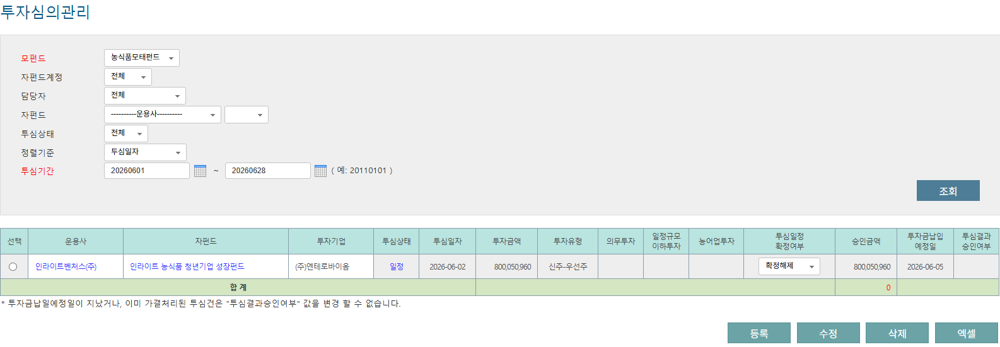 투자심의관리
모펀드 농식품모태펀드
자펀드계정 전체
담당자 전체
자펀드 ----------운용사----------
투심상태 전체
정렬기준 투심일자
투심기간 20260601 ~ 20260628 ( 예: 20110101 )
조회
선택 운용사 자펀드 투자기업 투심상태 투심일자 투자금액 투자유형 의무투자 일정규모 이하투자 농어업투자 투심일정 확정여부 승인금액 투자금납입 예정일 투심결과 승인여부
인라이트벤처스(주) 인라이트 농식품 청년기업 성장펀드 (주)엔테로바이옴 일정 2026-06-02 800,050,960 신주-우선주 확정해제 800,050,960 2026-06-05
합 계 0
* 투자금납일예정일이 지났거나, 이미 가결처리된 투심건은 "투심결과승인여부" 값을 변경 할 수 없습니다.
등록 수정 삭제 엑셀